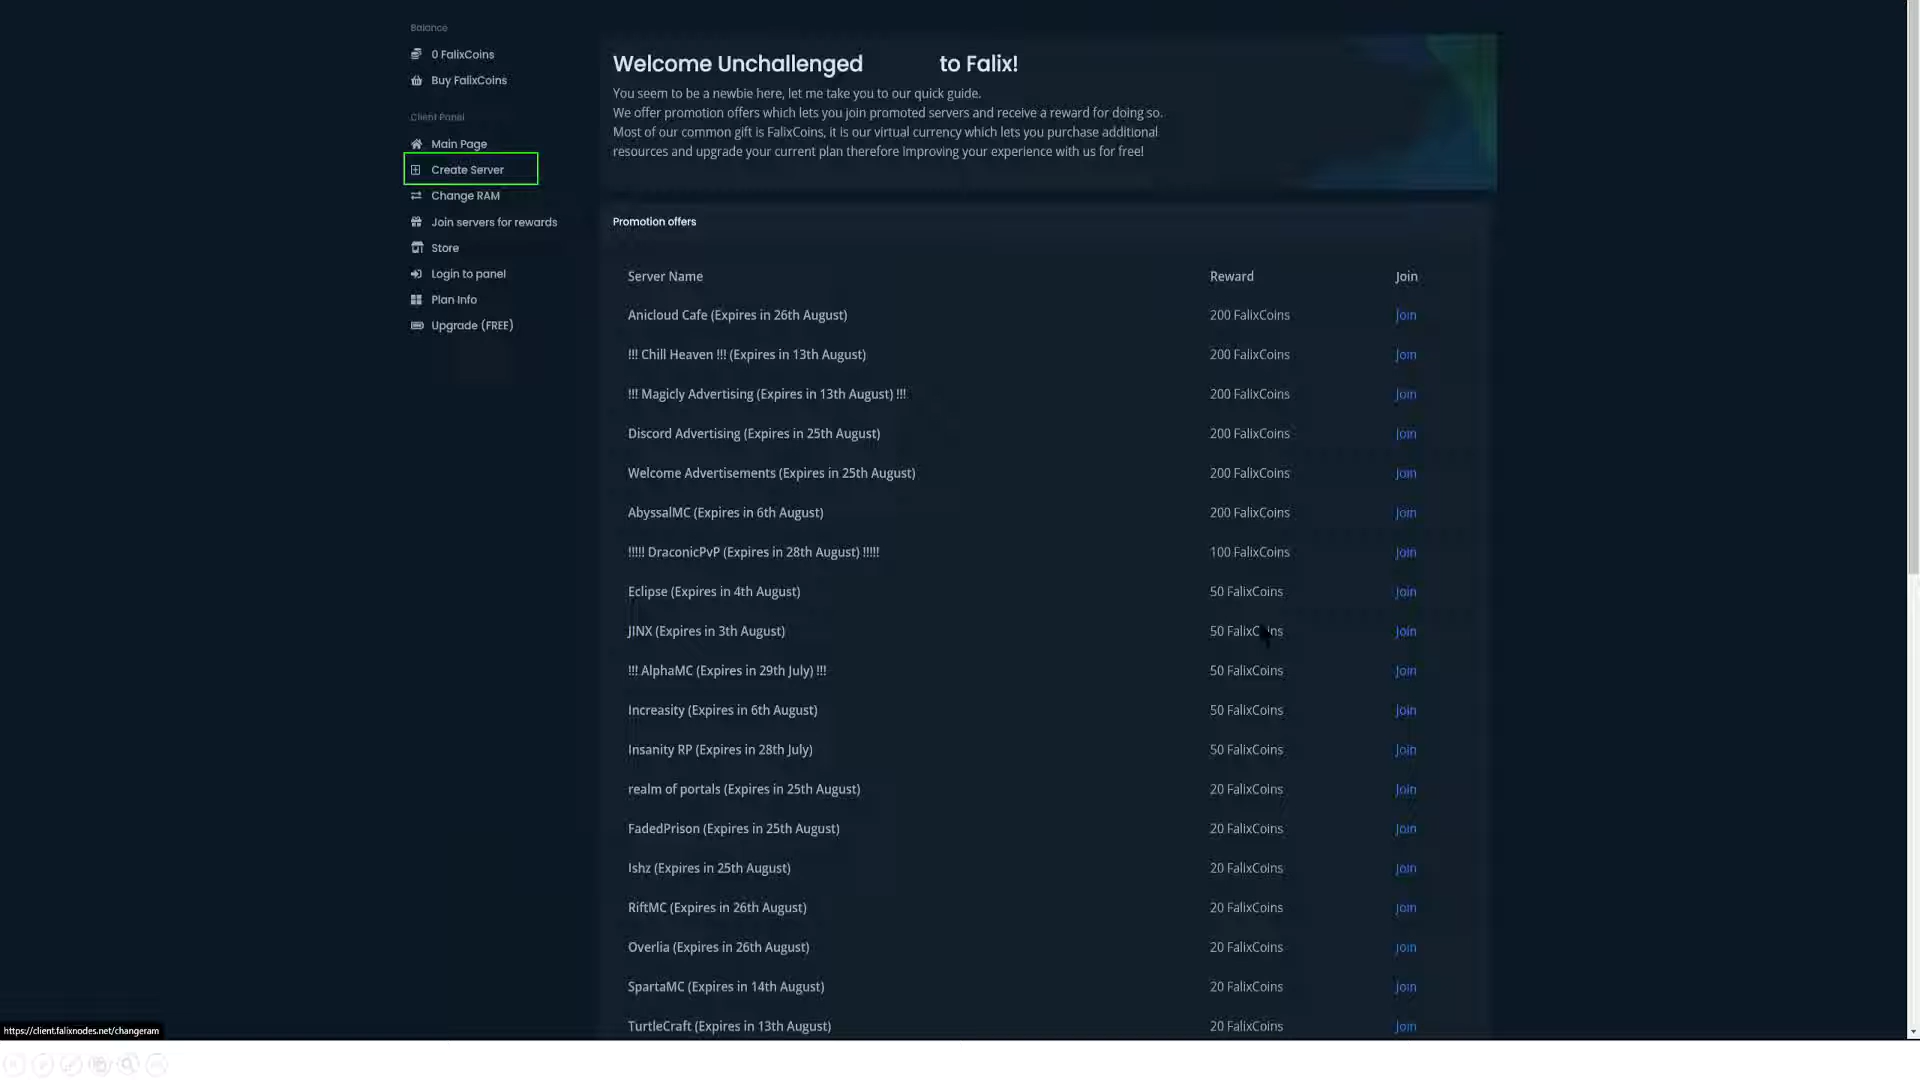 Balance
0 FalixCoins
Buy FalixCoins
Client Panel
Main Page
Create Server
Change RAM
Join servers for rewards
Store
Login to panel
Plan Info
Upgrade (FREE)
Welcome Unchallenged to Falix!
You seem to be a newbie here, let me take you to our quick guide.
We offer promotion offers which lets you join promoted servers and receive a reward for doing so.
Most of our common gift is FalixCoins, it is our virtual currency which lets you purchase additional
resources and upgrade your current plan therefore improving your experience with us for free!
Promotion offers
Server Name Reward Join
Anicloud Cafe (Expires in 26th August) 200 FalixCoins Join
!!! Chill Heaven !!! (Expires in 13th August) 200 FalixCoins Join
!!! Magicly Advertising (Expires in 13th August) !!! 200 FalixCoins Join
Discord Advertising (Expires in 25th August) 200 FalixCoins Join
Welcome Advertisements (Expires in 25th August) 200 FalixCoins Join
AbyssalMC (Expires in 6th August) 200 FalixCoins Join
!!!!! DraconicPvP (Expires in 28th August) !!!!! 100 FalixCoins Join
Eclipse (Expires in 4th August) 50 FalixCoins Join
JINX (Expires in 3th August) 50 FalixCoins Join
!!! AlphaMC (Expires in 29th July) !!! 50 FalixCoins Join
Increasity (Expires in 6th August) 50 FalixCoins Join
Insanity RP (Expires in 28th July) 50 FalixCoins Join
realm of portals (Expires in 25th August) 20 FalixCoins Join
FadedPrison (Expires in 25th August) 20 FalixCoins Join
Ishz (Expires in 25th August) 20 FalixCoins Join
RiftMC (Expires in 26th August) 20 FalixCoins Join
Overlia (Expires in 26th August) 20 FalixCoins Join
SpartaMC (Expires in 14th August) 20 FalixCoins Join
TurtleCraft (Expires in 13th August) 20 FalixCoins Join
https://client.falixnodes.net/changeram